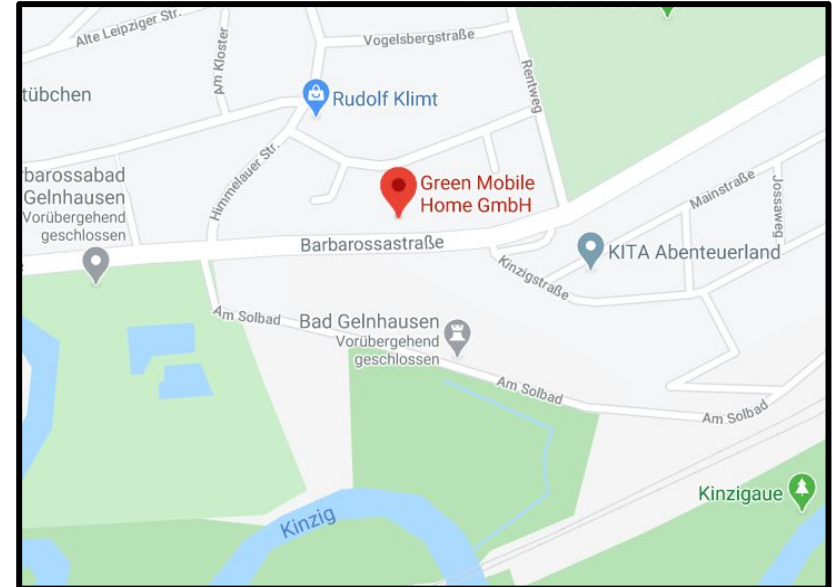 Alte Leipziger Str.
Am Kloster
Vogelsbergstraße
Rentweg
tübchen
Rudolf Klimt
Himmelauer Str.
rbarossabad
Gelnhausen
Vorübergehend
geschlossen
Green Mobile
Home GmbH
Mainstraße
Jossaweg
Barbarossastraße
Kinzigstraße
KITA Abenteuerland
Am Solbad
Bad Gelnhausen
Vorübergehend
geschlossen
Am Solbad
Am Solbad
Kinzigaue
Kinzig